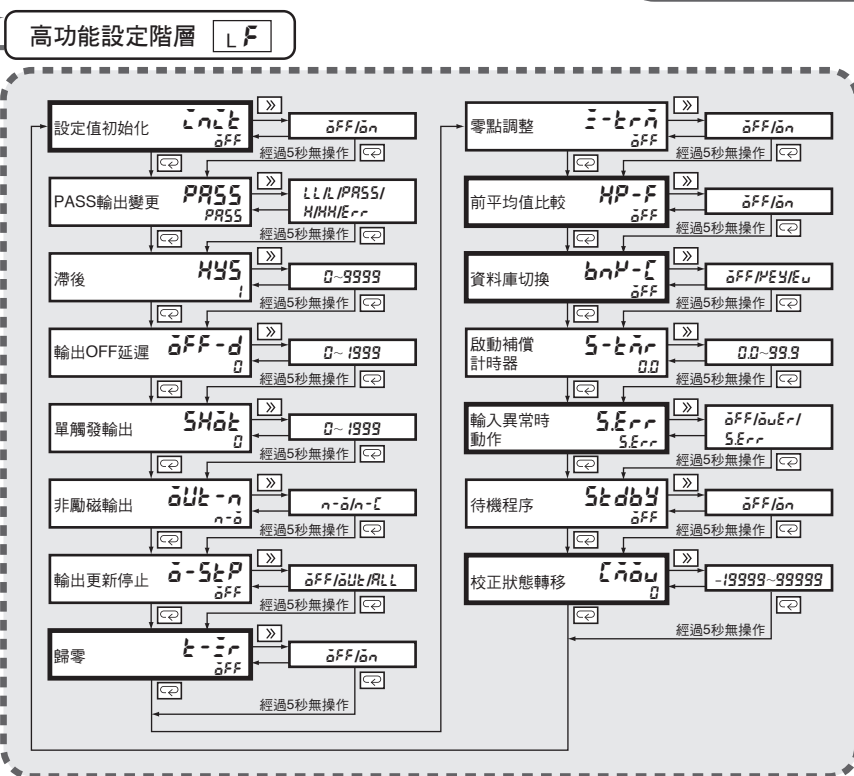 高功能設定階層 LF
設定值初始化 init
oFF
oFF/on
經過5秒無操作
PASS輸出變更 PASS
PASS
LL/L/PASS/
H/HH/Err
經過5秒無操作
滯後 HYS
1
0~9999
經過5秒無操作
輸出OFF延遲 oFF-d
0
0~1999
經過5秒無操作
單觸發輸出 SHot
0
0~1999
經過5秒無操作
非勵磁輸出 oUt-n
n-o
n-o/n-C
經過5秒無操作
輸出更新停止 o-StP
oFF
oFF/oUt/ALL
經過5秒無操作
歸零 t-Zr
oFF
oFF/on
經過5秒無操作
零點調整 Z-trm
oFF
oFF/on
經過5秒無操作
前平均值比較 HP-F
oFF
oFF/on
經過5秒無操作
資料庫切換 bnK-C
oFF
oFF/KEY/Ev
經過5秒無操作
啟動補償
計時器
S-tmr
0.0
0.0~99.9
經過5秒無操作
輸入異常時
動作
S.Err
S.Err
oFF/ovEr/
S.Err
經過5秒無操作
待機程序 StdbY
oFF
oFF/on
經過5秒無操作
校正狀態轉移 Cmov
0
-19999~99999
經過5秒無操作